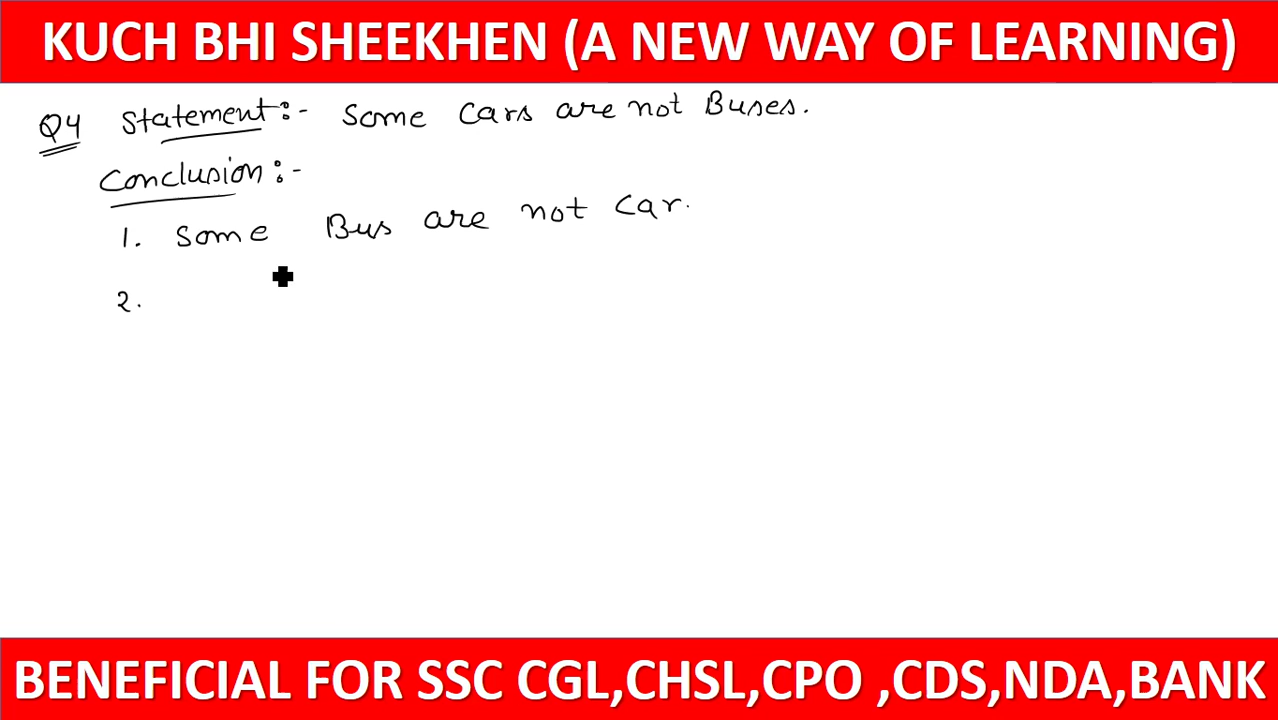 KUCH BHI SHEEKHEN (A NEW WAY OF LEARNING)
Q4 Statement:- Some Cars are not Buses.
Conclusion:-
1. Some Bus are not Car.
2.
BENEFICIAL FOR SSC CGL,CHSL,CPO ,CDS,NDA,BANK